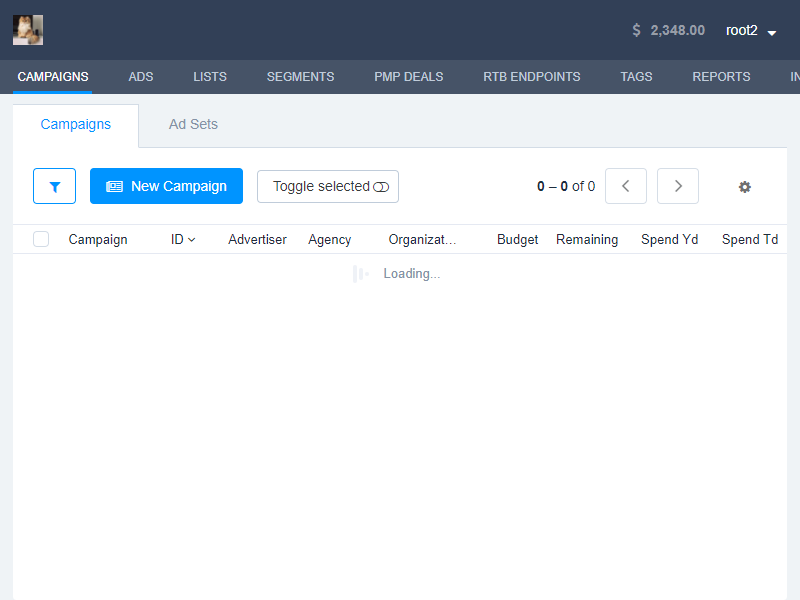 $ 2,348.00 root2
CAMPAIGNS ADS LISTS SEGMENTS PMP DEALS RTB ENDPOINTS TAGS REPORTS
Campaigns Ad Sets
New Campaign Toggle selected 0 – 0 of 0
Campaign ID Advertiser Agency Organizat... Budget Remaining Spend Yd Spend Td
Loading...